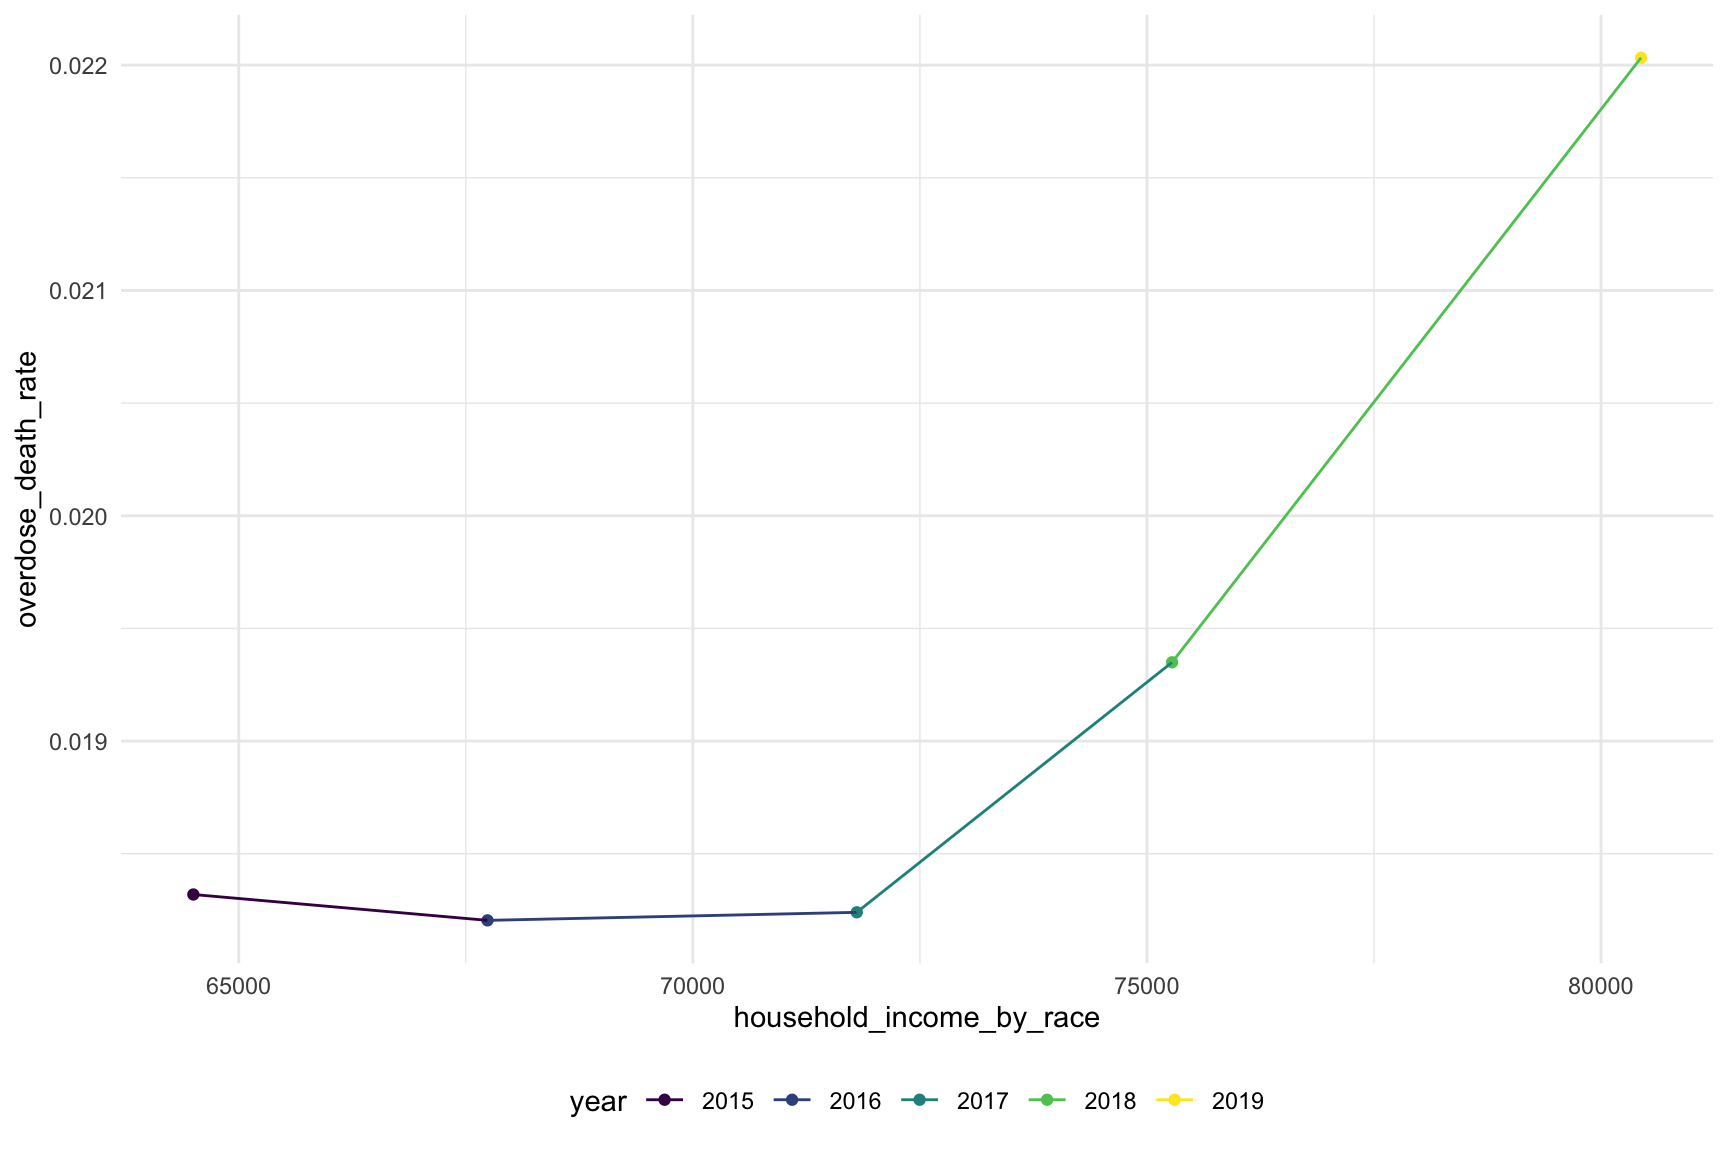 0.022
0.021
0.020
0.019
overdose_death_rate
65000 70000 75000 80000
household_income_by_race
year 2015 2016 2017 2018 2019